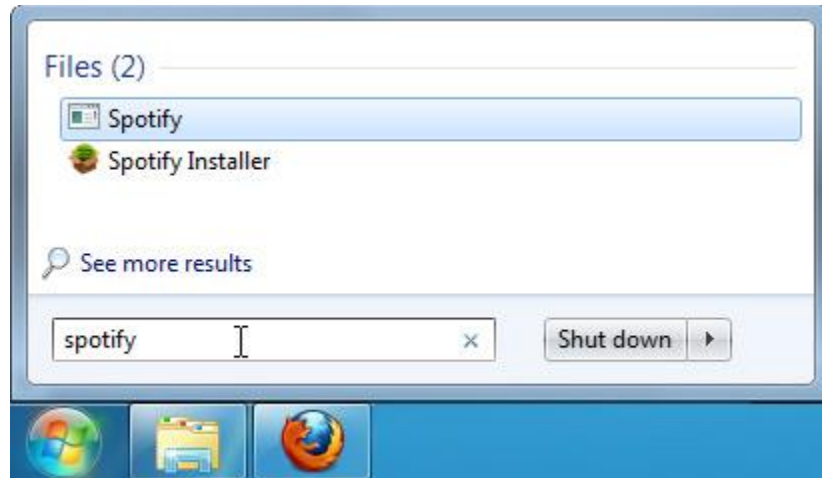 Files (2)
Spotify
Spotify Installer
See more results
spotify
Shut down